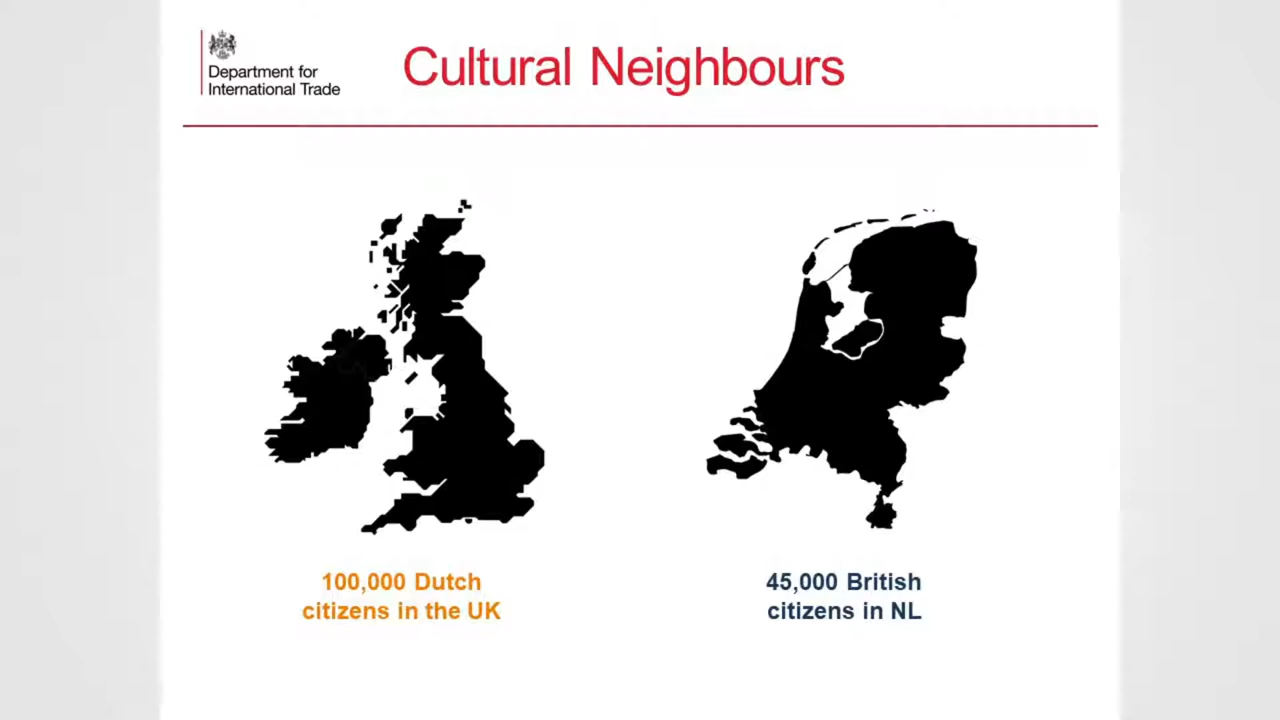 Department for
International Trade
Cultural Neighbours
100,000 Dutch
citizens in the UK
45,000 British
citizens in NL